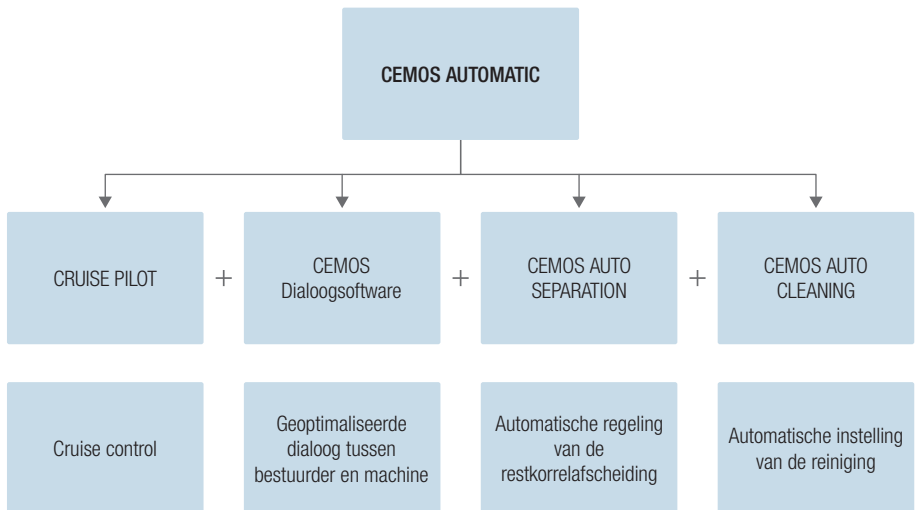 CEMOS AUTOMATIC
CRUISE PILOT
+
CEMOS
Dialoogsoftware
+
CEMOS AUTO
SEPARATION
+
CEMOS AUTO
CLEANING
Cruise control
Geoptimaliseerde
dialoog tussen
bestuurder en machine
Automatische regeling
van de
restkorrelafscheiding
Automatische instelling
van de reiniging